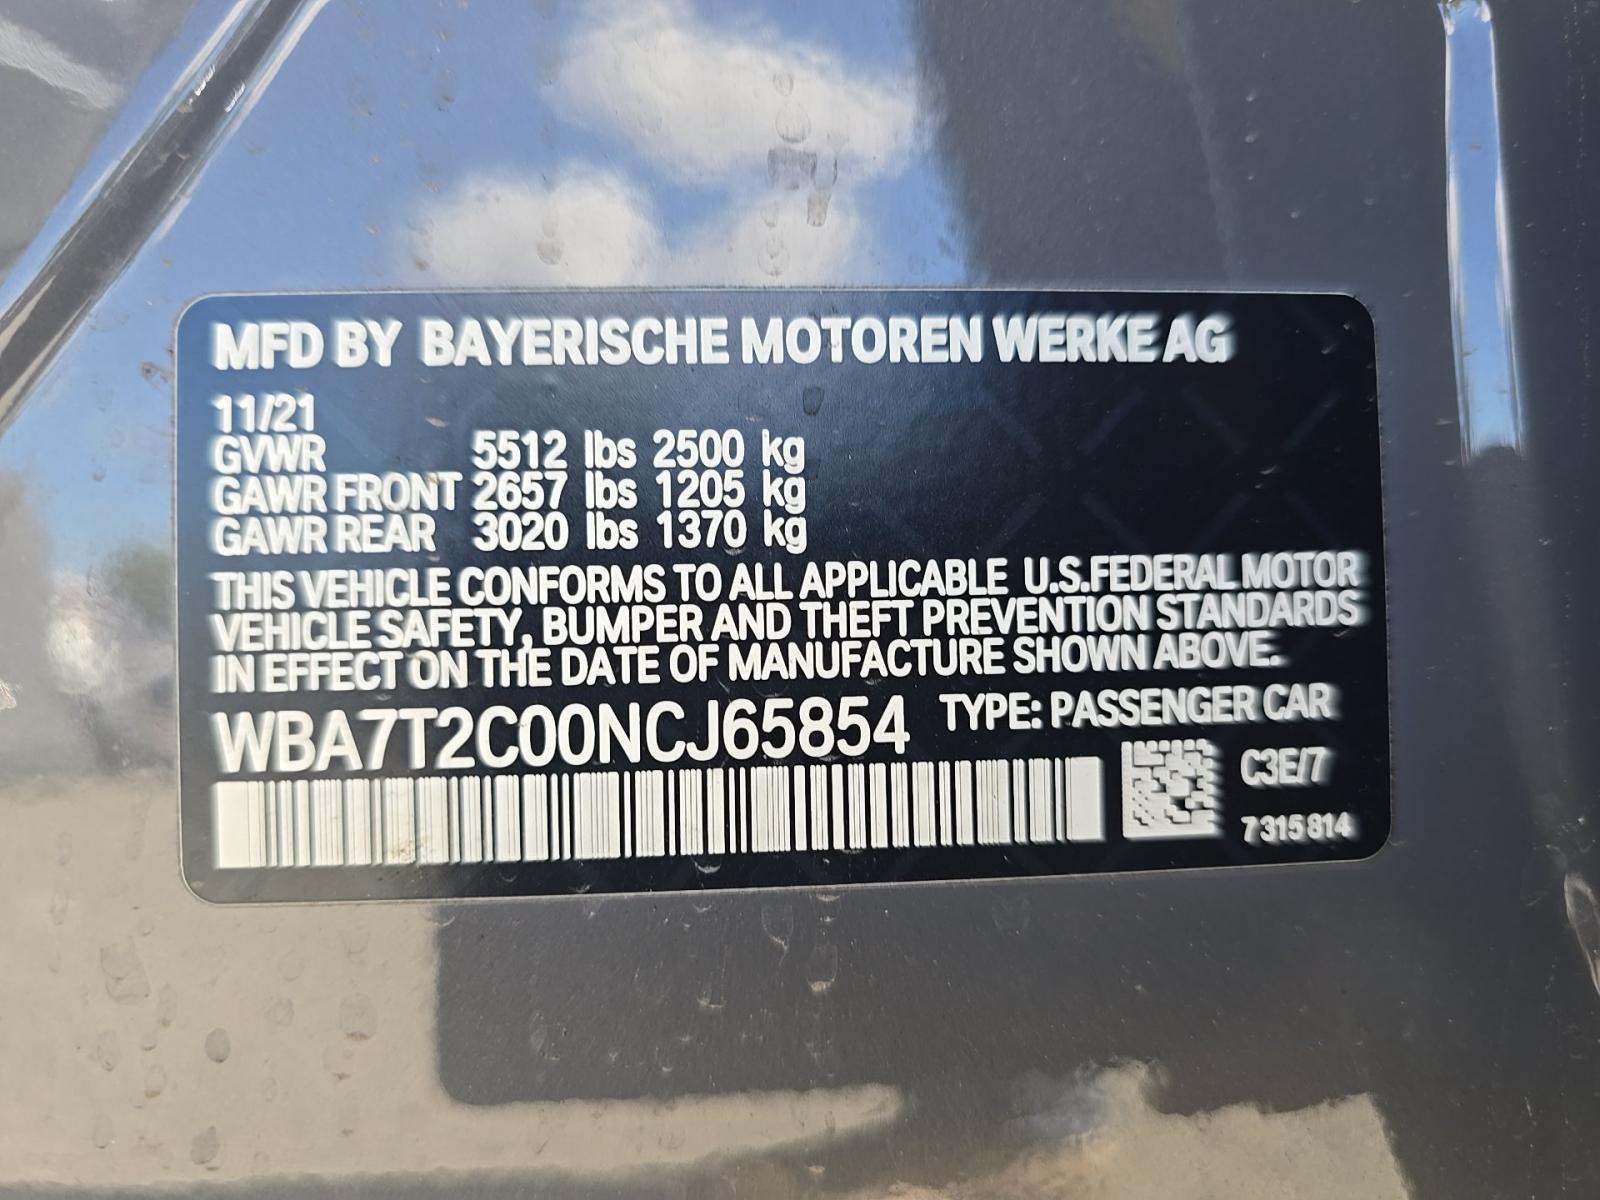 MFD BY BAYERISCHE MOTOREN WERKE AG
11/21
GVWR 5512 lbs 2500 kg
GAWR FRONT 2657 lbs 1205 kg
GAWR REAR 3020 lbs 1370 kg
THIS VEHICLE CONFORMS TO ALL APPLICABLE U.S.FEDERAL MOTOR
VEHICLE SAFETY, BUMPER AND THEFT PREVENTION STANDARDS
IN EFFECT ON THE DATE OF MANUFACTURE SHOWN ABOVE.
WBA7T2C00NCJ65854 TYPE: PASSENGER CAR
C3E/7
7 315 814